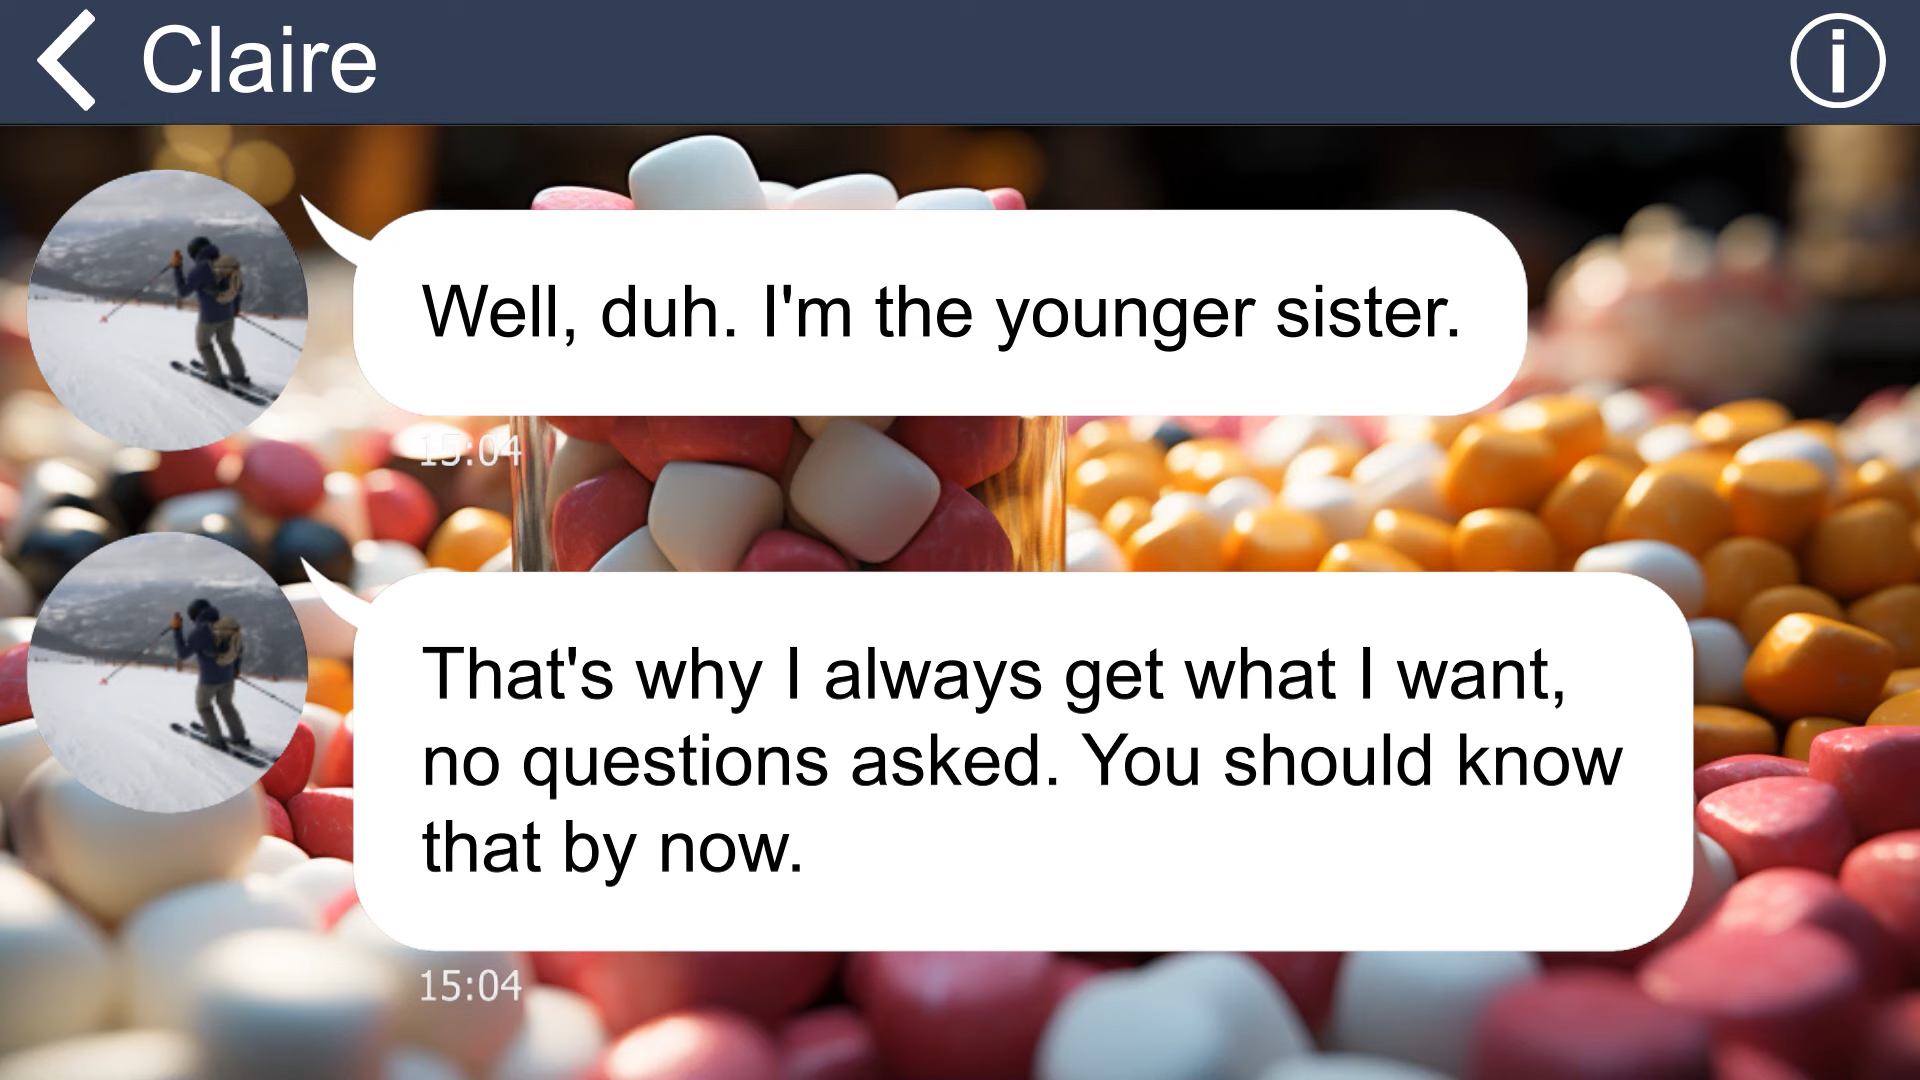 Claire
Well, duh. I'm the younger sister.
15:04
That's why I always get what I want,
no questions asked. You should know
that by now.
15:04